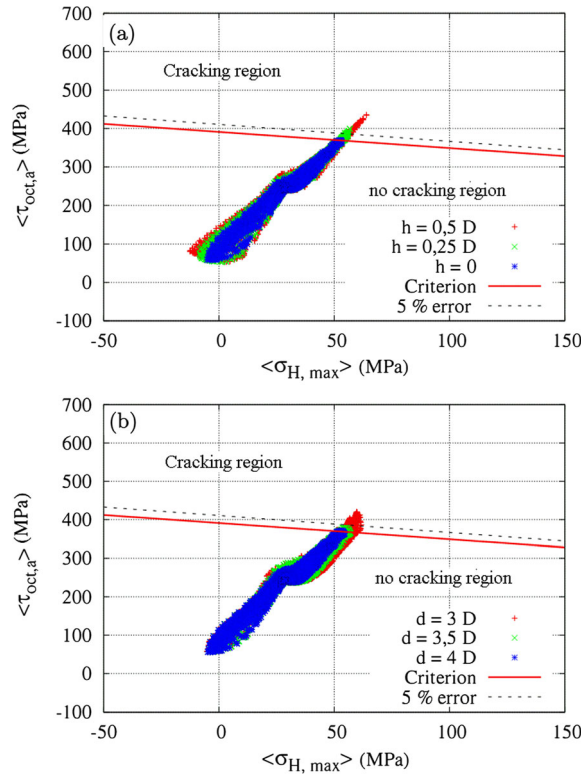 (a)
700
600
500
400
300
200
100
0
-100
<τoct,a> (MPa)
Cracking region
no cracking region
h = 0,5 D
h = 0,25 D
h = 0
Criterion
5 % error
-50 0 50 100 150
<σH, max> (MPa)
(b)
700
600
500
400
300
200
100
0
-100
<τoct,a> (MPa)
Cracking region
no cracking region
d = 3 D
d = 3,5 D
d = 4 D
Criterion
5 % error
-50 0 50 100 150
<σH, max> (MPa)